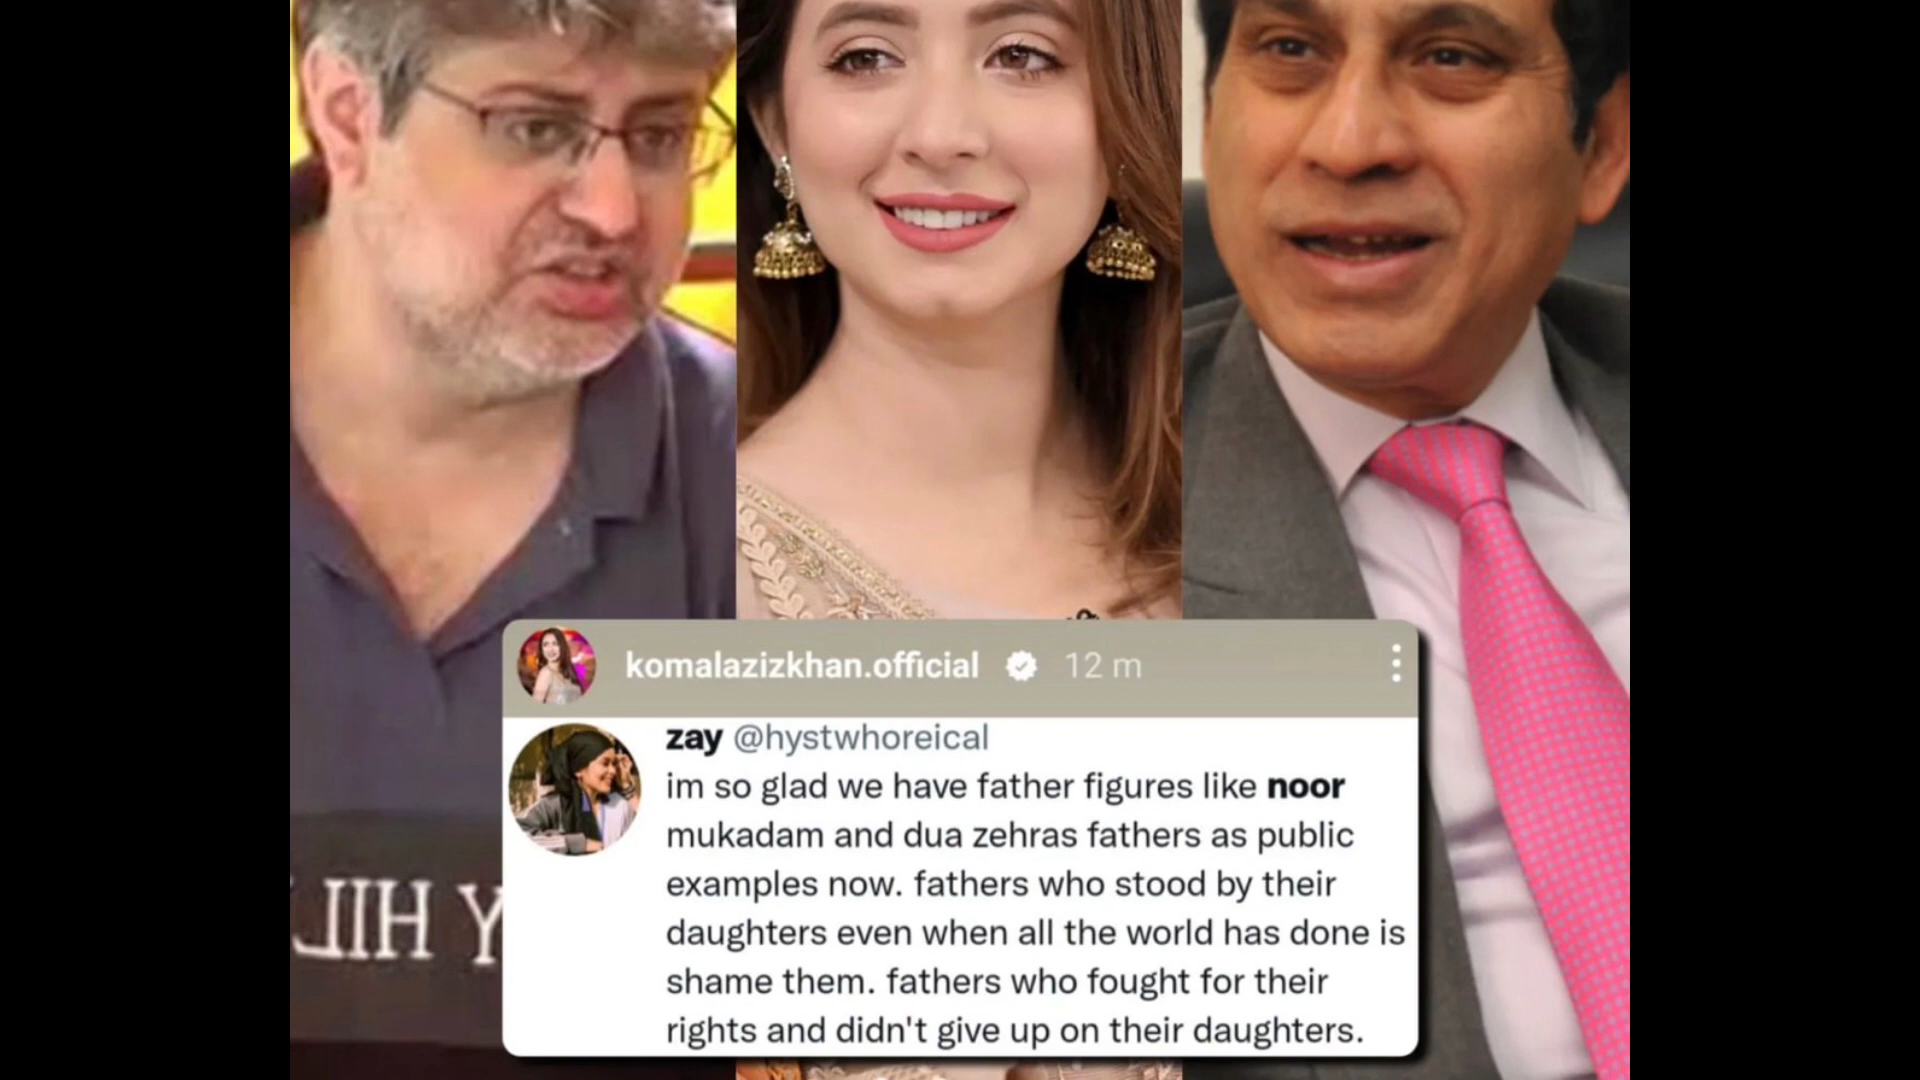 komalazizkhan.official 12 m
zay @hystwhoreical
im so glad we have father figures like noor
mukadam and dua zehras fathers as public
examples now. fathers who stood by their
daughters even when all the world has done is
shame them. fathers who fought for their
rights and didn't give up on their daughters.